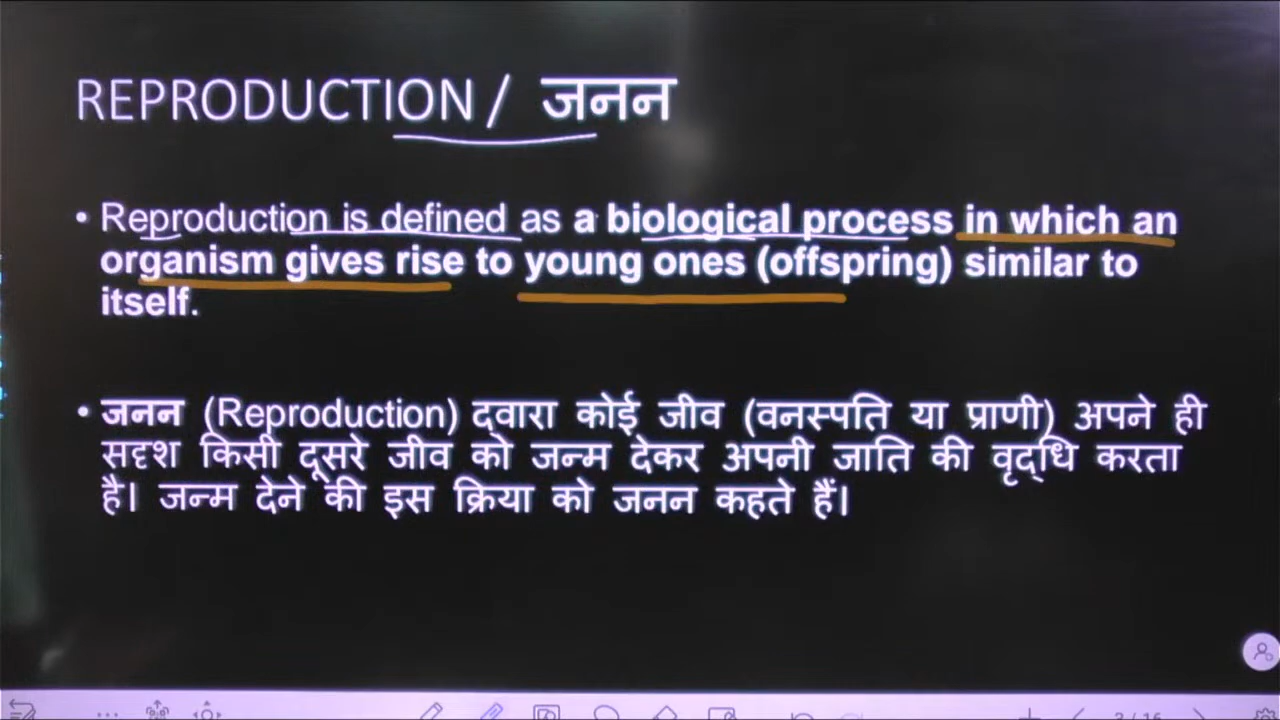 REPRODUCTION / जनन
• Reproduction is defined as a biological process in which an
organism gives rise to young ones (offspring) similar to
itself.
• जनन (Reproduction) द्वारा कोई जीव (वनस्पति या प्राणी) अपने ही
सदृश किसी दूसरे जीव को जन्म देकर अपनी जाति की वृद्धि करता
है। जन्म देने की इस क्रिया को जनन कहते हैं।